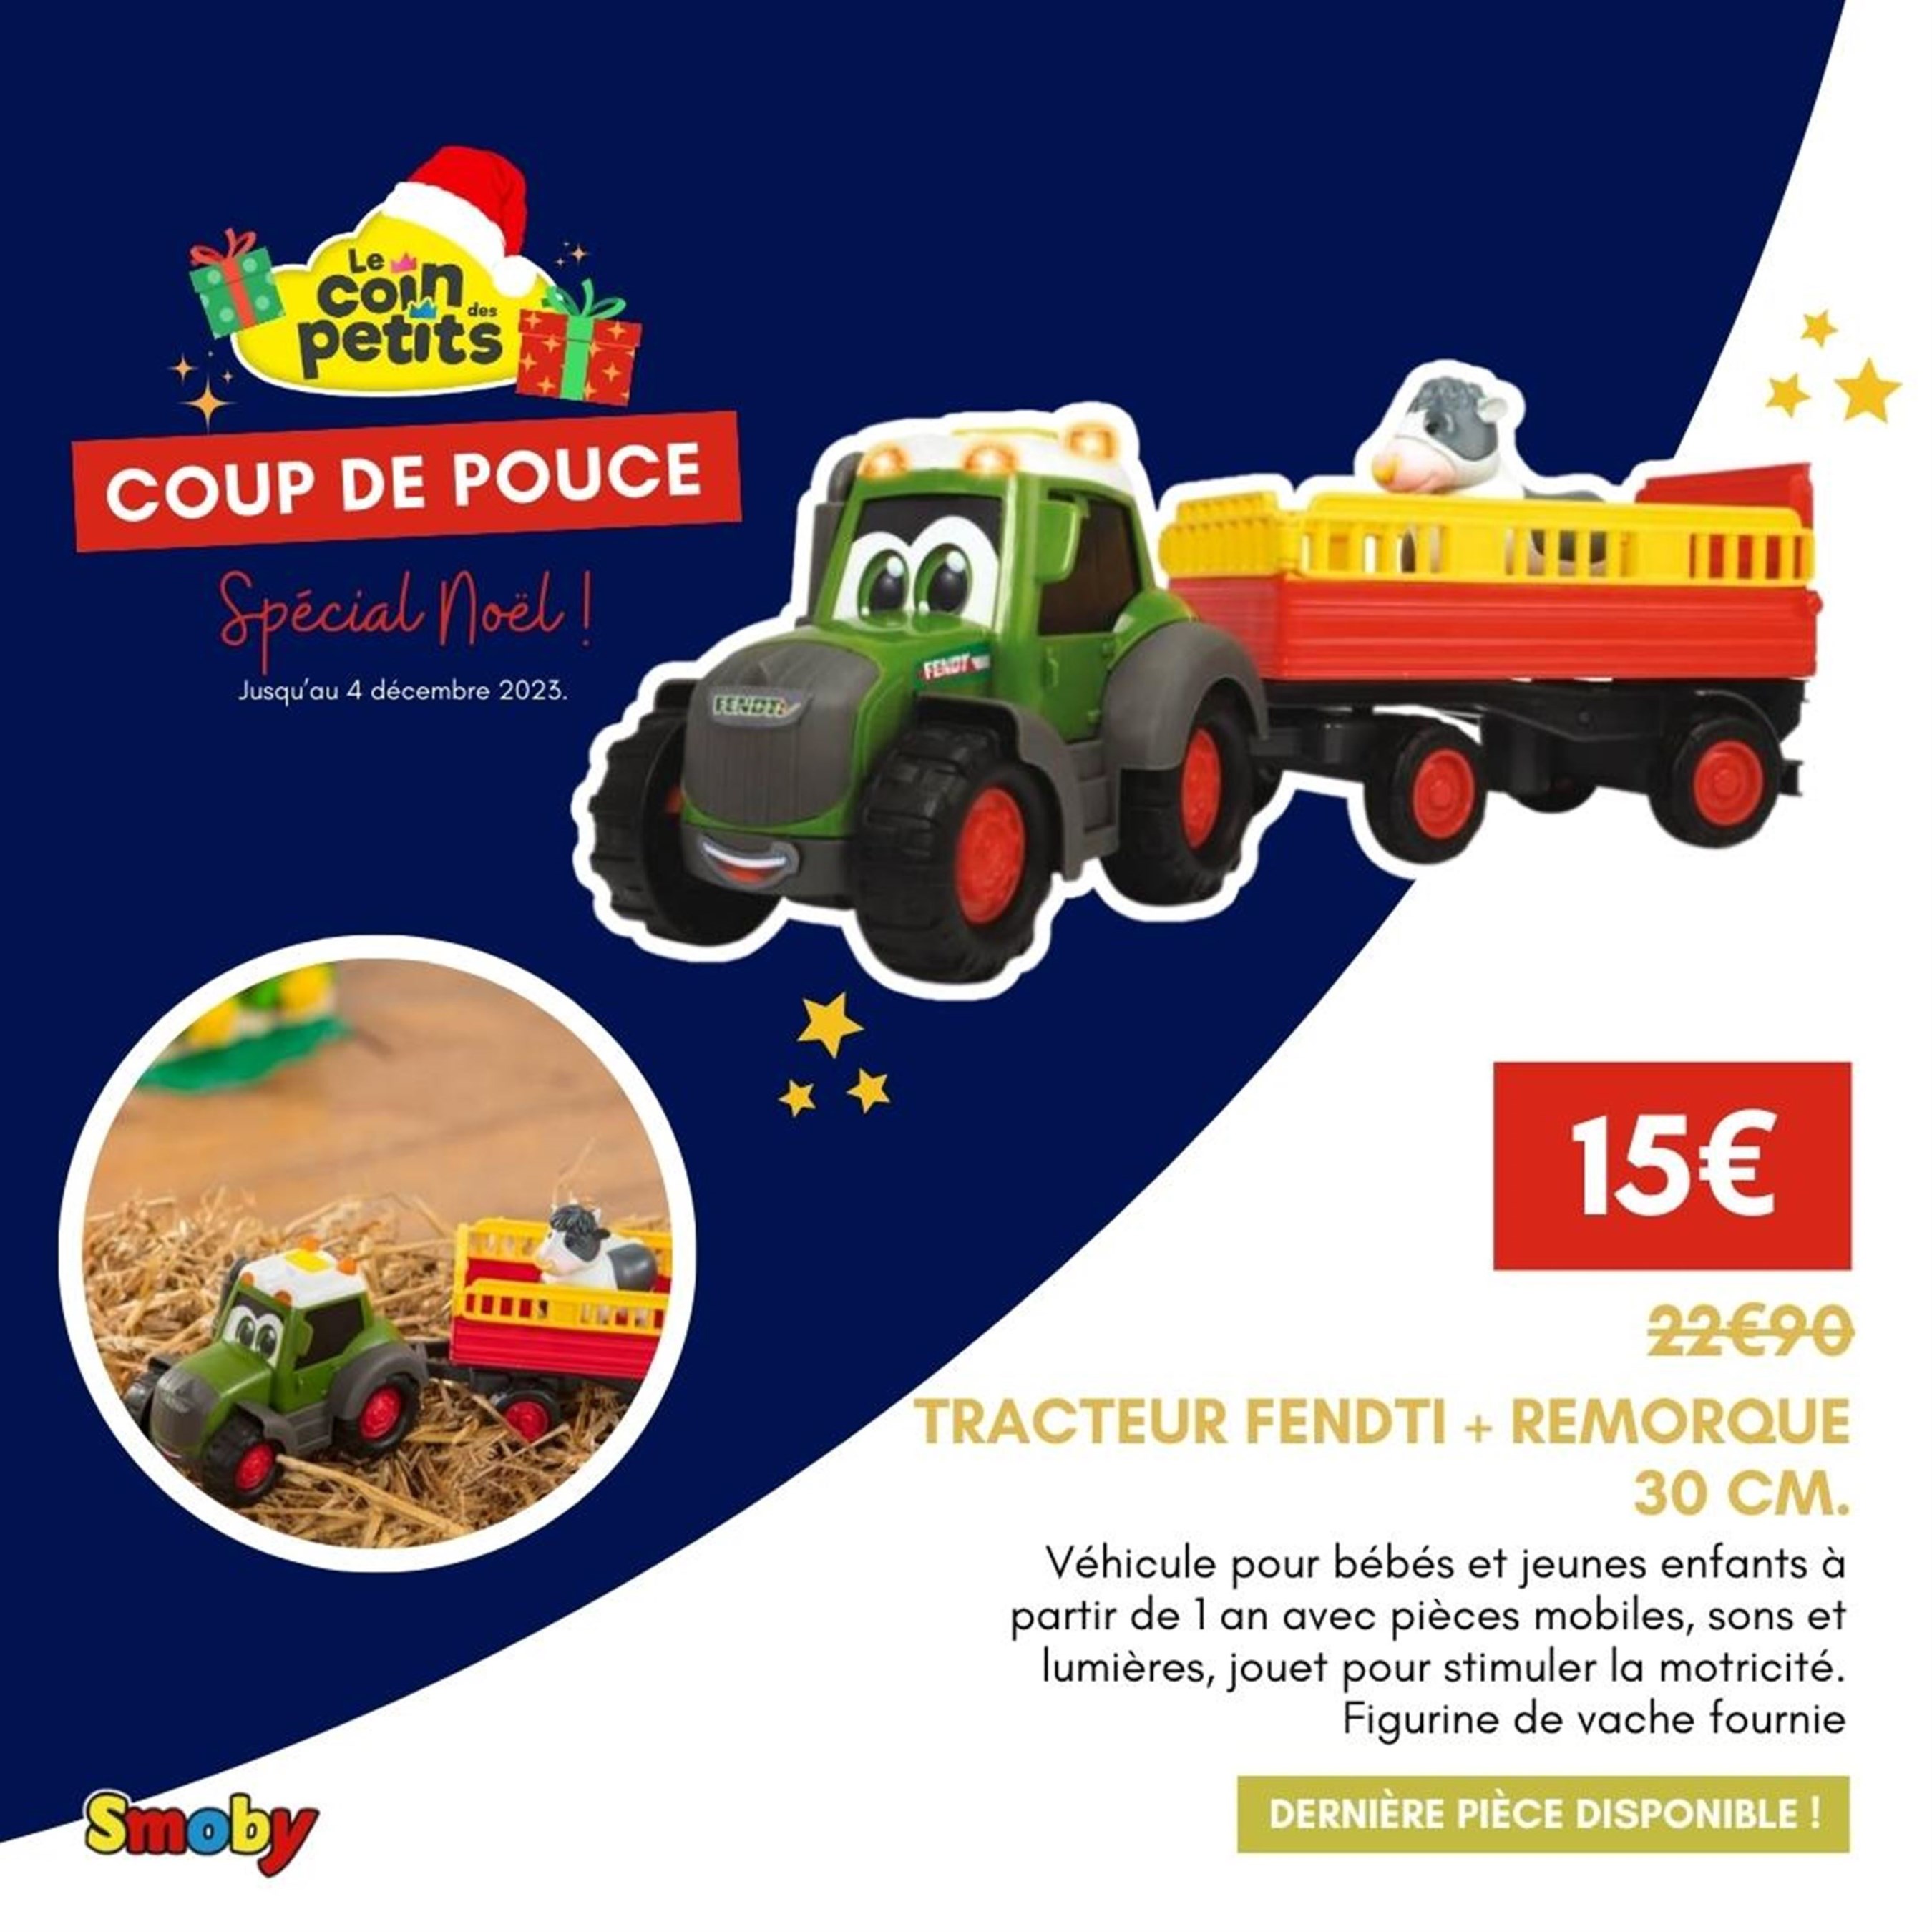 Le
coin
des
petits
COUP DE POUCE
Spécial Noël !
Jusqu'au 4 décembre 2023.
FENDT
FENDTi
15€
22€90
TRACTEUR FENDTI + REMORQUE
30 CM.
Véhicule pour bébés et jeunes enfants à
partir de 1 an avec pièces mobiles, sons et
lumières, jouet pour stimuler la motricité.
Figurine de vache fournie
DERNIÈRE PIÈCE DISPONIBLE !
Smoby